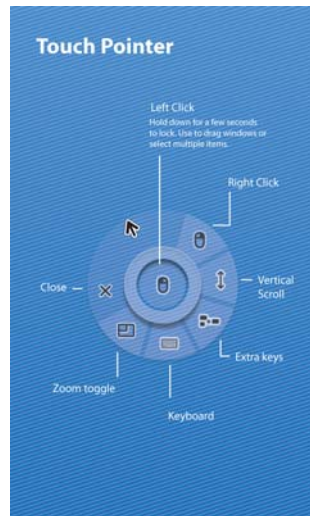 Touch Pointer
Left Click
Hold down for a few seconds
to lock. Use to drag windows or
select multiple items.
Right Click
Close
Vertical
Scroll
Extra keys
Zoom toggle
Keyboard